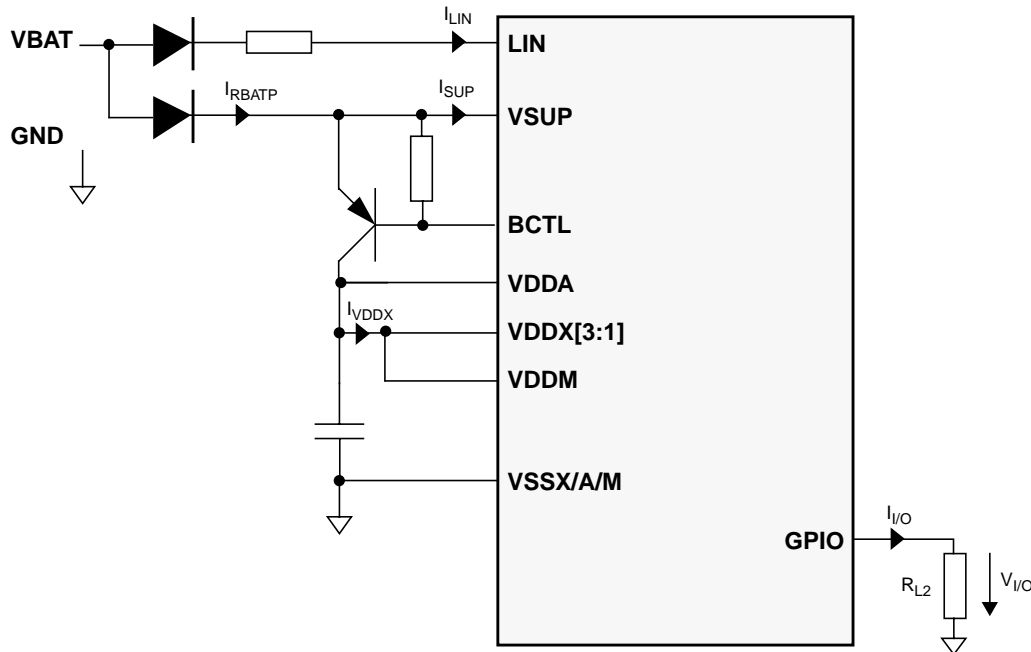 I_LIN
VBAT
LIN
I_RBATP
I_SUP
VSUP
GND
BCTL
VDDA
I_VDDX
VDDX[3:1]
VDDM
VSSX/A/M
I_I/O
GPIO
R_L2
V_I/O